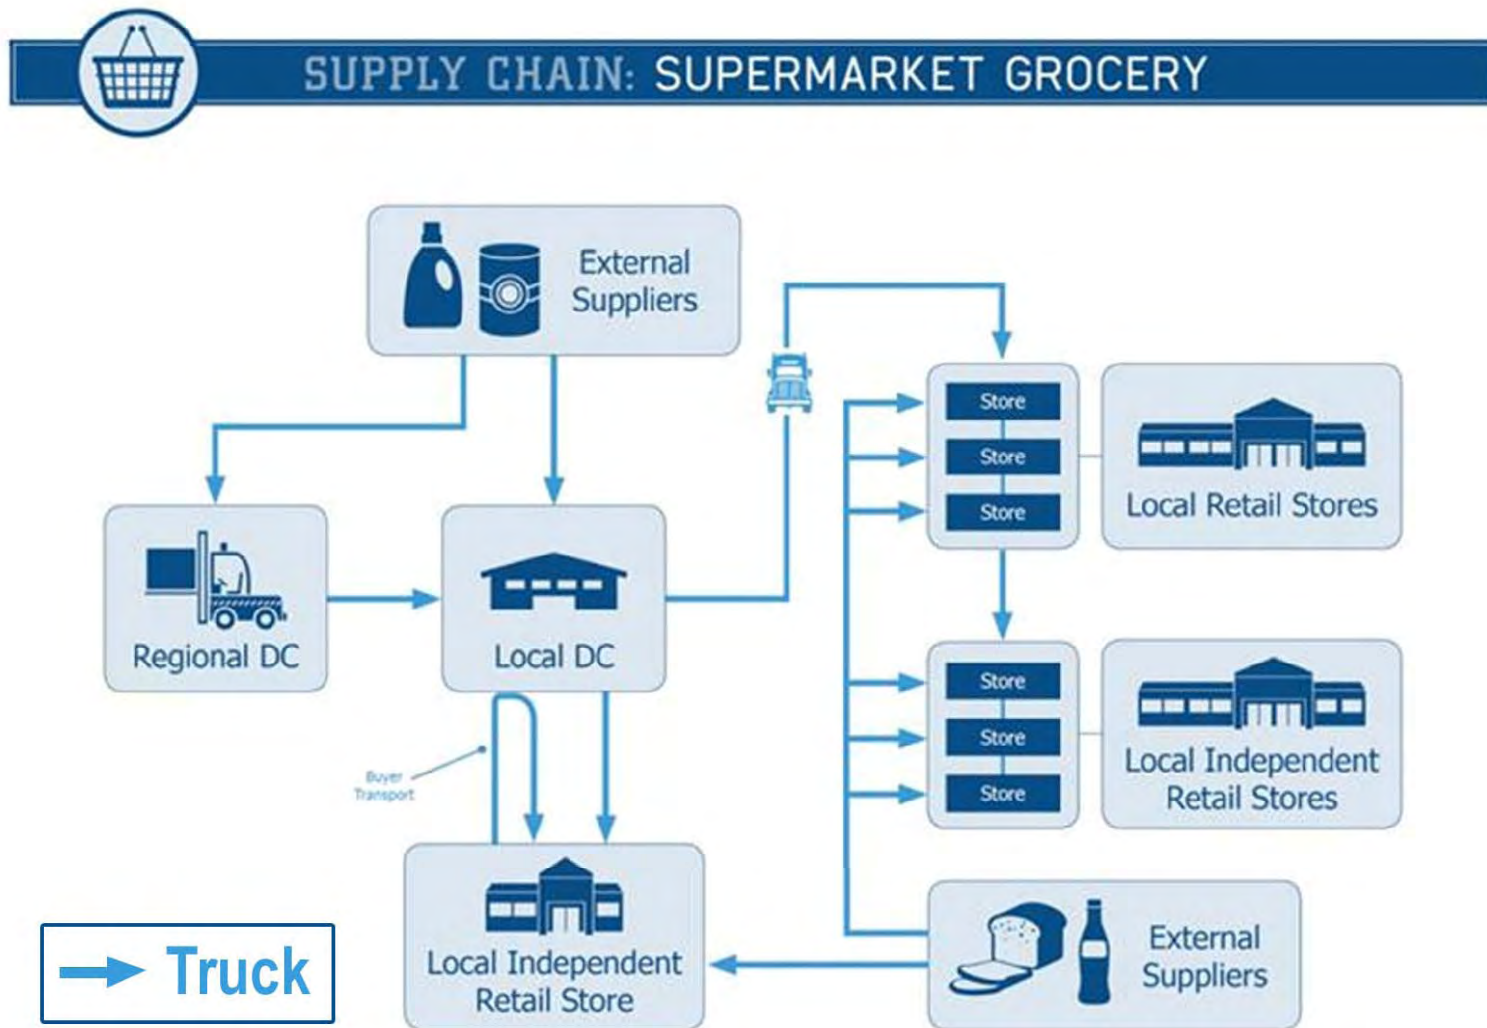 SUPPLY CHAIN: SUPERMARKET GROCERY
External
Suppliers
Store
Store
Store
Local Retail Stores
Regional DC
Local DC
Store
Store
Store
Local Independent
Retail Stores
Buyer
Transport
Local Independent
Retail Store
External
Suppliers
Truck